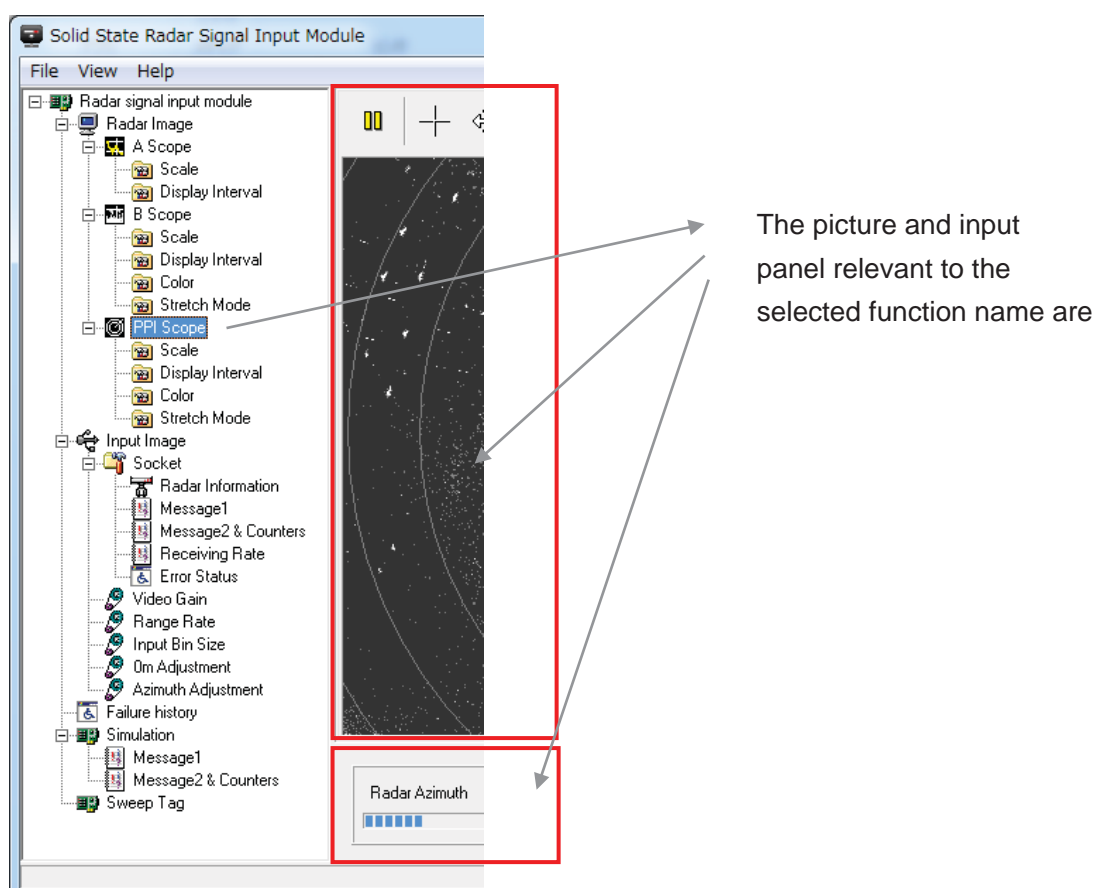 Solid State Radar Signal Input Module
File View Help
Radar signal input module
Radar Image
A Scope
Scale
Display Interval
B Scope
Scale
Display Interval
Color
Stretch Mode
PPI Scope
Scale
Display Interval
Color
Stretch Mode
Input Image
Socket
Radar Information
Message1
Message2 & Counters
Receiving Rate
Error Status
Video Gain
Range Rate
Input Bin Size
0m Adjustment
Azimuth Adjustment
Failure history
Simulation
Message1
Message2 & Counters
Sweep Tag
Radar Azimuth
The picture and input
panel relevant to the
selected function name are